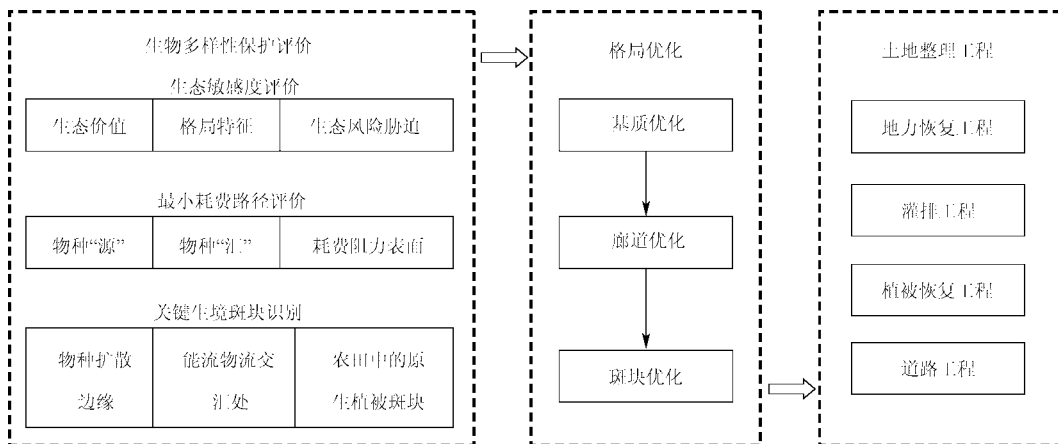 生物多样性保护评价
生态敏感度评价
生态价值
格局特征
生态风险胁迫
最小耗费路径评价
物种“源”
物种“汇”
耗费阻力表面
关键生境斑块识别
物种扩散
边缘
能流物流交
汇处
农田中的原
生植被斑块
格局优化
基质优化
廊道优化
斑块优化
土地整理工程
地力恢复工程
灌排工程
植被恢复工程
道路工程